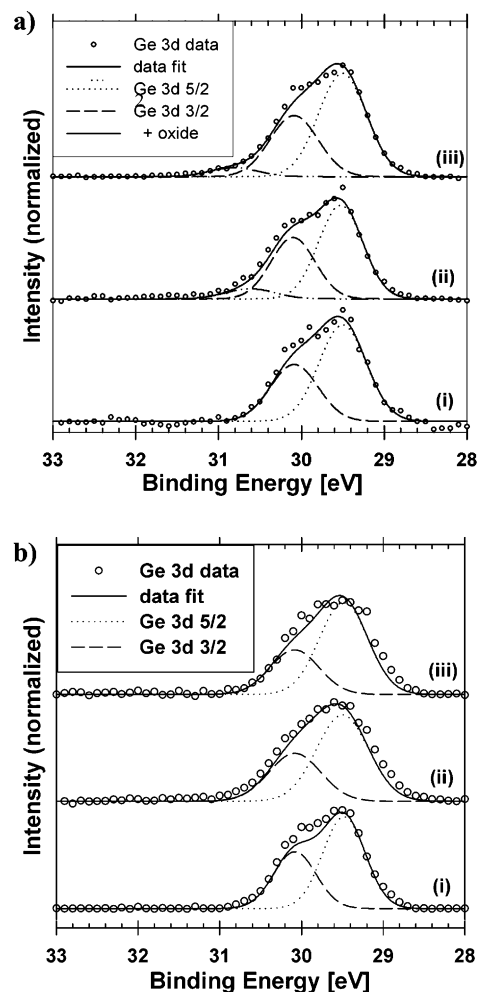 a)
Ge 3d data
data fit
Ge 3d 5/2
2
Ge 3d 3/2
+ oxide
(iii)
(ii)
(i)
Intensity (normalized)
33 32 31 30 29 28
Binding Energy [eV]
b)
Ge 3d data
data fit
Ge 3d 5/2
Ge 3d 3/2
(iii)
(ii)
(i)
Intensity (normalized)
33 32 31 30 29 28
Binding Energy [eV]